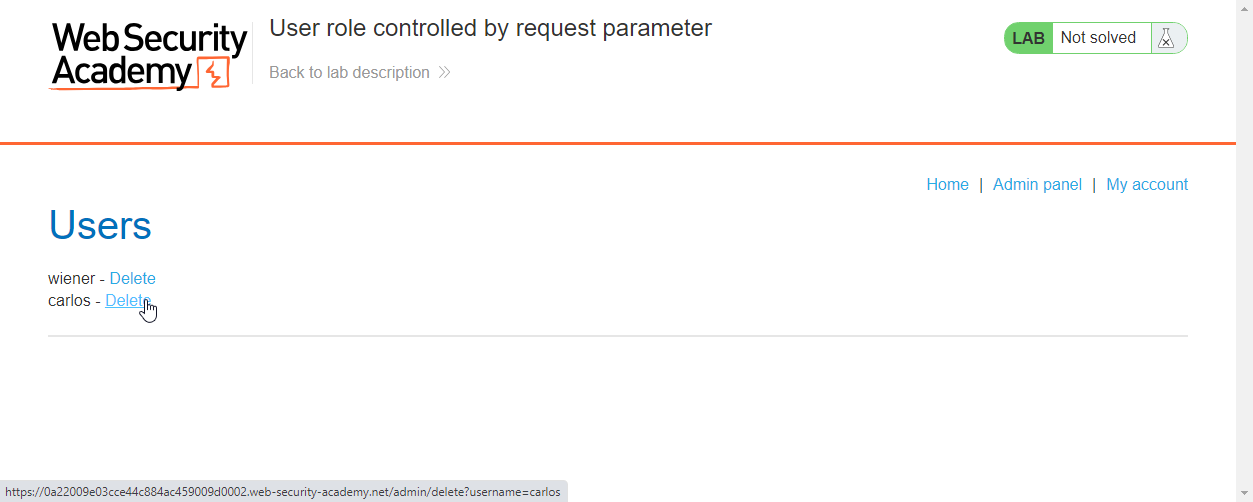 Web Security
Academy
User role controlled by request parameter
Back to lab description
LAB Not solved
Home | Admin panel | My account
Users
wiener - Delete
carlos - Delete
https://0a22009e03cce44c884ac459009d0002.web-security-academy.net/admin/delete?username=carlos